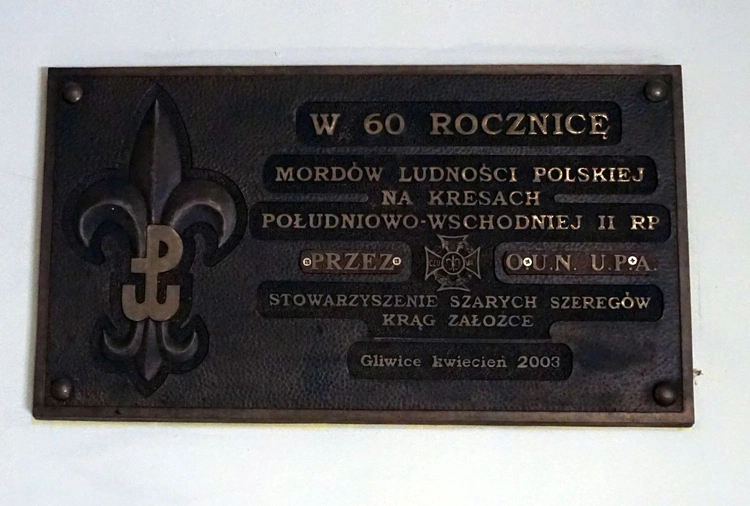 W 60 ROCZNICĘ
MORDÓW LUDNOŚCI POLSKIEJ
NA KRESACH
POŁUDNIOWO-WSCHODNIEJ II RP
PRZEZ O.U.N. U.P.A.
STOWARZYSZENIE SZARYCH SZEREGÓW
KRĄG ZAŁOZCE
Gliwice kwiecień 2003